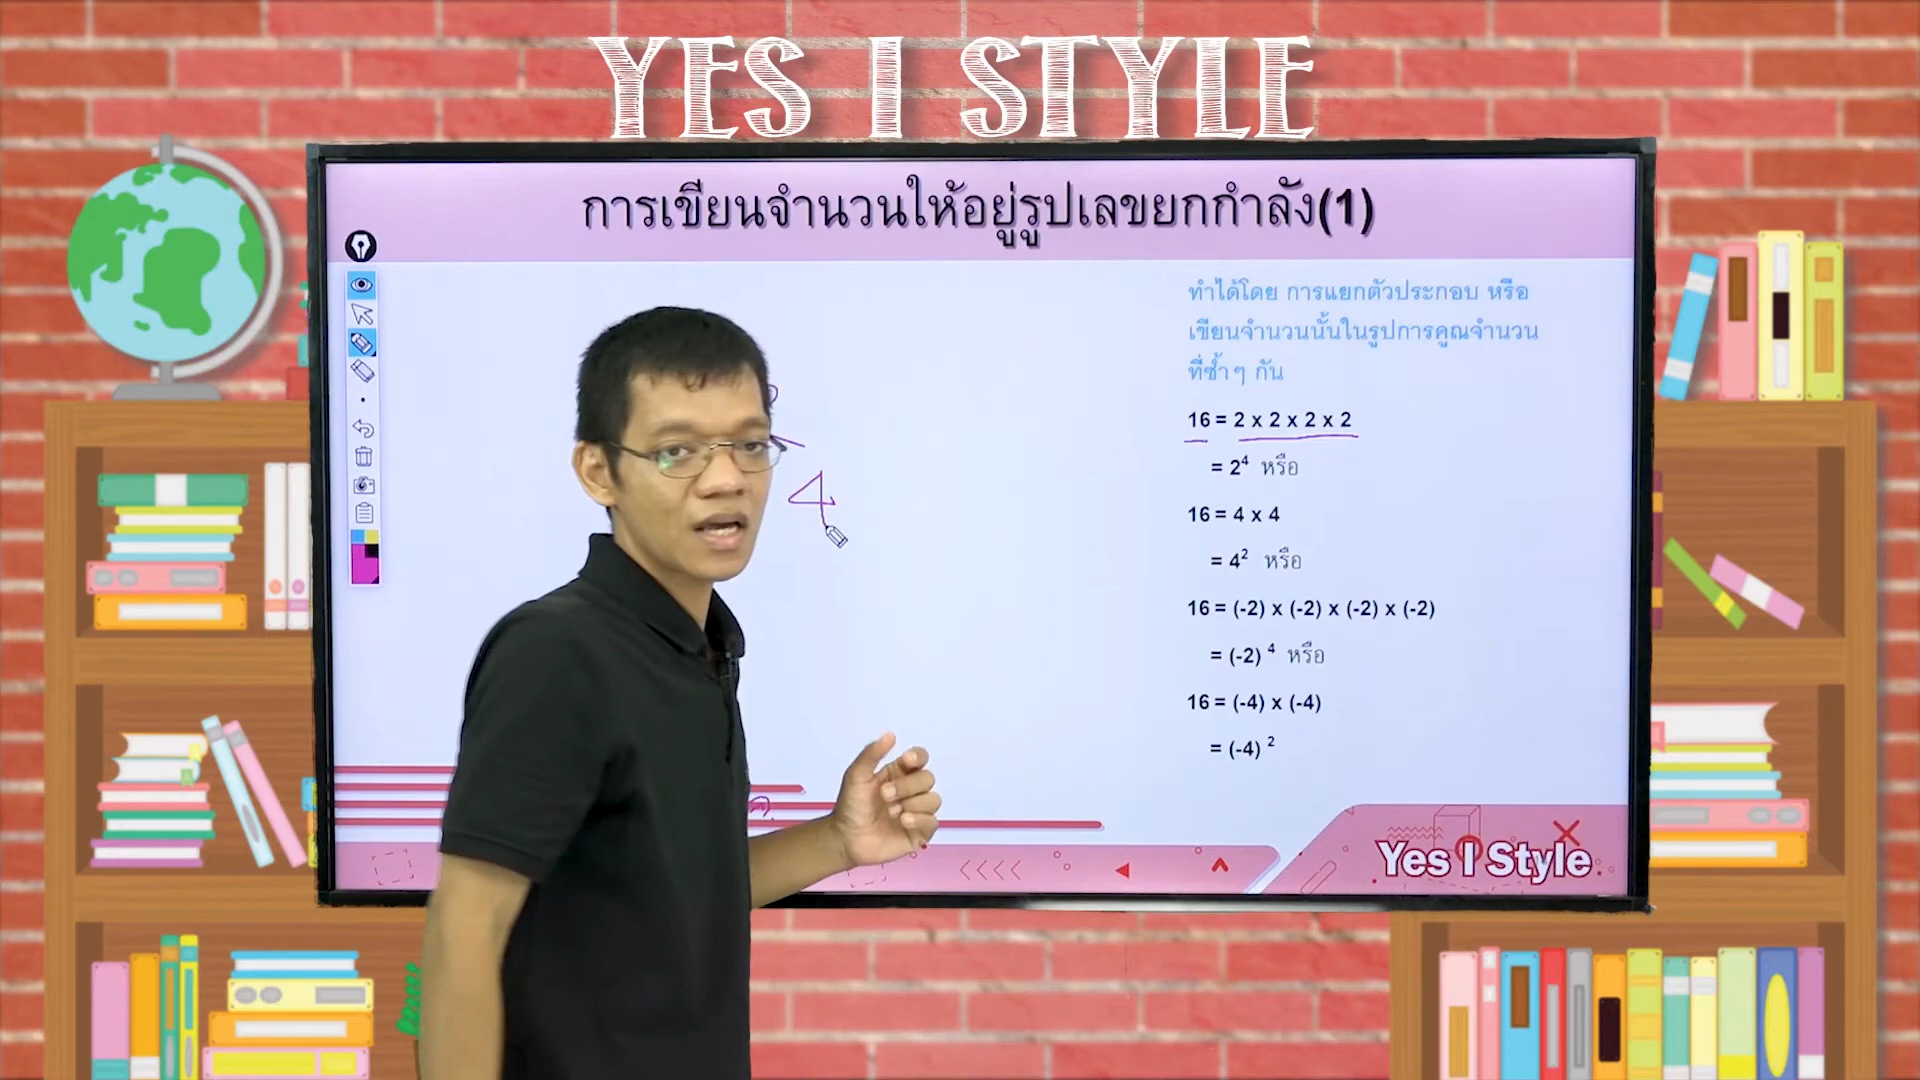 YES I STYLE
การเขียนจำนวนให้อยู่รูปเลขยกกำลัง(1)
ทำได้โดย การแยกตัวประกอบ หรือ
เขียนจำนวนนั้นในรูปการคูณจำนวน
ที่ซ้ำๆ กัน
16 = 2 x 2 x 2 x 2
= 2⁴ หรือ
16 = 4 x 4
= 4² หรือ
16 = (-2) x (-2) x (-2) x (-2)
= (-2) ⁴ หรือ
16 = (-4) x (-4)
= (-4) ²
4
Yes I Style